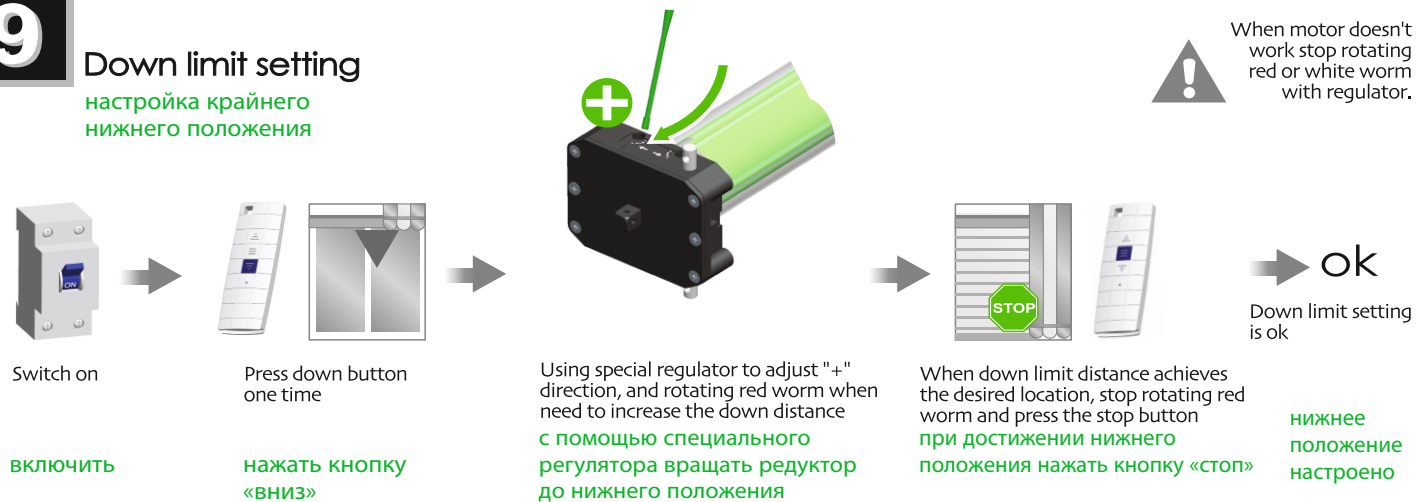 9
Down limit setting
настройка крайнего
нижнего положения
When motor doesn't
work stop rotating
red or white worm
with regulator.
ON
STOP
ok
Down limit setting
is ok
Switch on
Press down button
one time
Using special regulator to adjust "+"
direction, and rotating red worm when
need to increase the down distance
When down limit distance achieves
the desired location, stop rotating red
worm and press the stop button
включить
нажать кнопку
«вниз»
с помощью специального
регулятора вращать редуктор
до нижнего положения
при достижении нижнего
положения нажать кнопку «стоп»
нижнее
положение
настроено